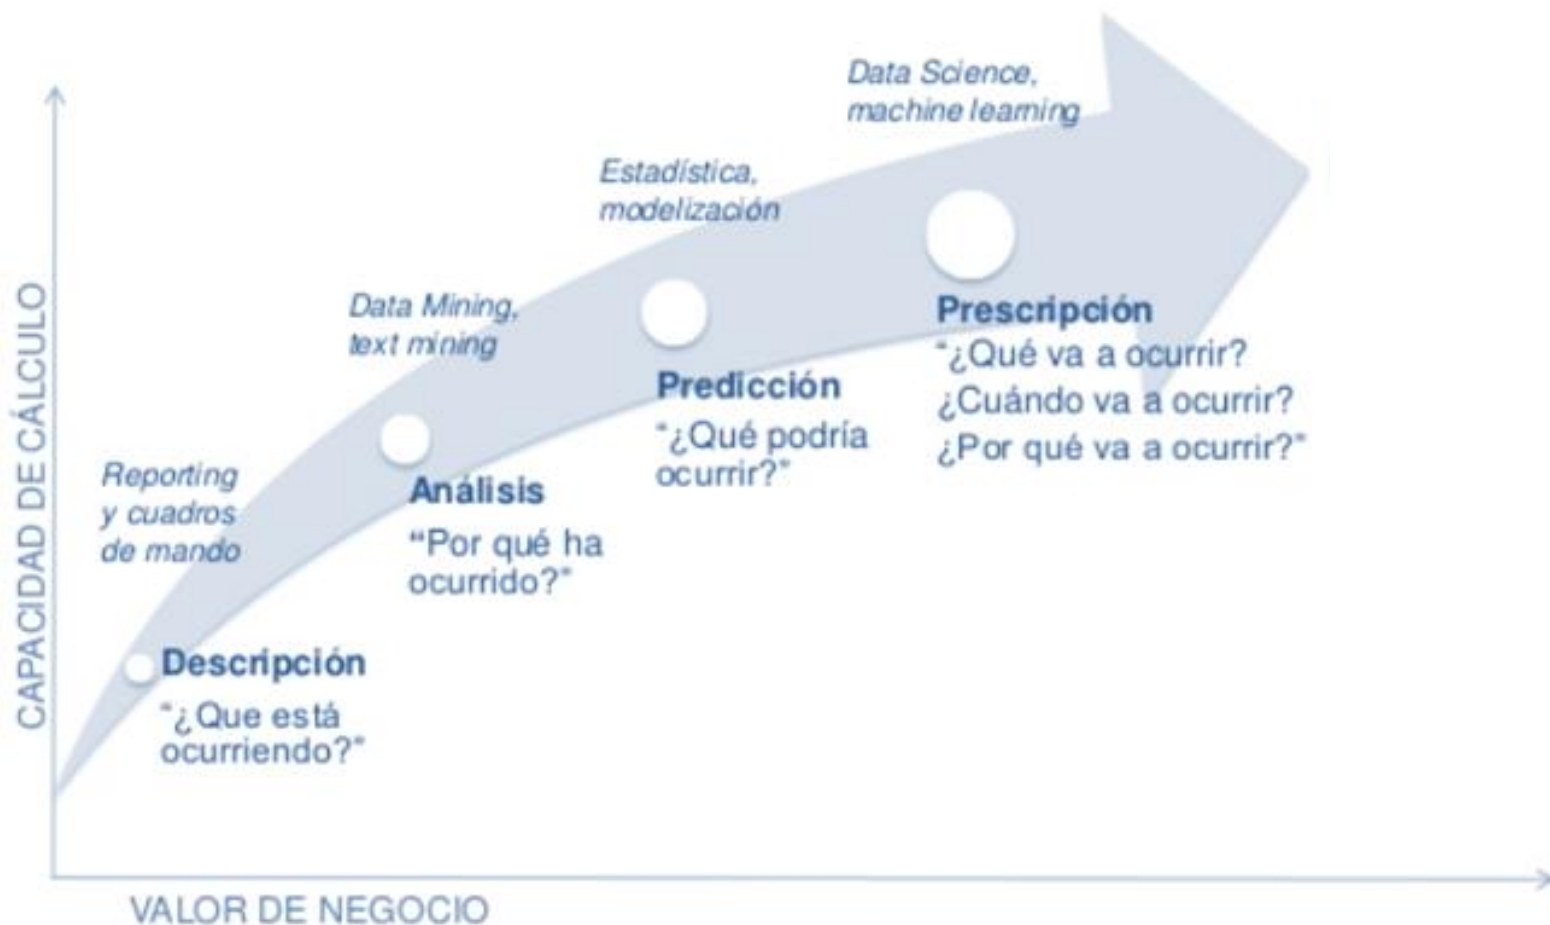 Data Science,
machine learning
Estadística,
modelización
Data Mining,
text mining
Reporting
y cuadros
de mando
CAPACIDAD DE CÁLCULO
Prescripción
“¿Qué va a ocurrir?
¿Cuándo va a ocurrir?
¿Por qué va a ocurrir?”
Predicción
“¿Qué podría
ocurrir?”
Análisis
“Por qué ha
ocurrido?”
Descripción
“¿Que está
ocurriendo?”
VALOR DE NEGOCIO